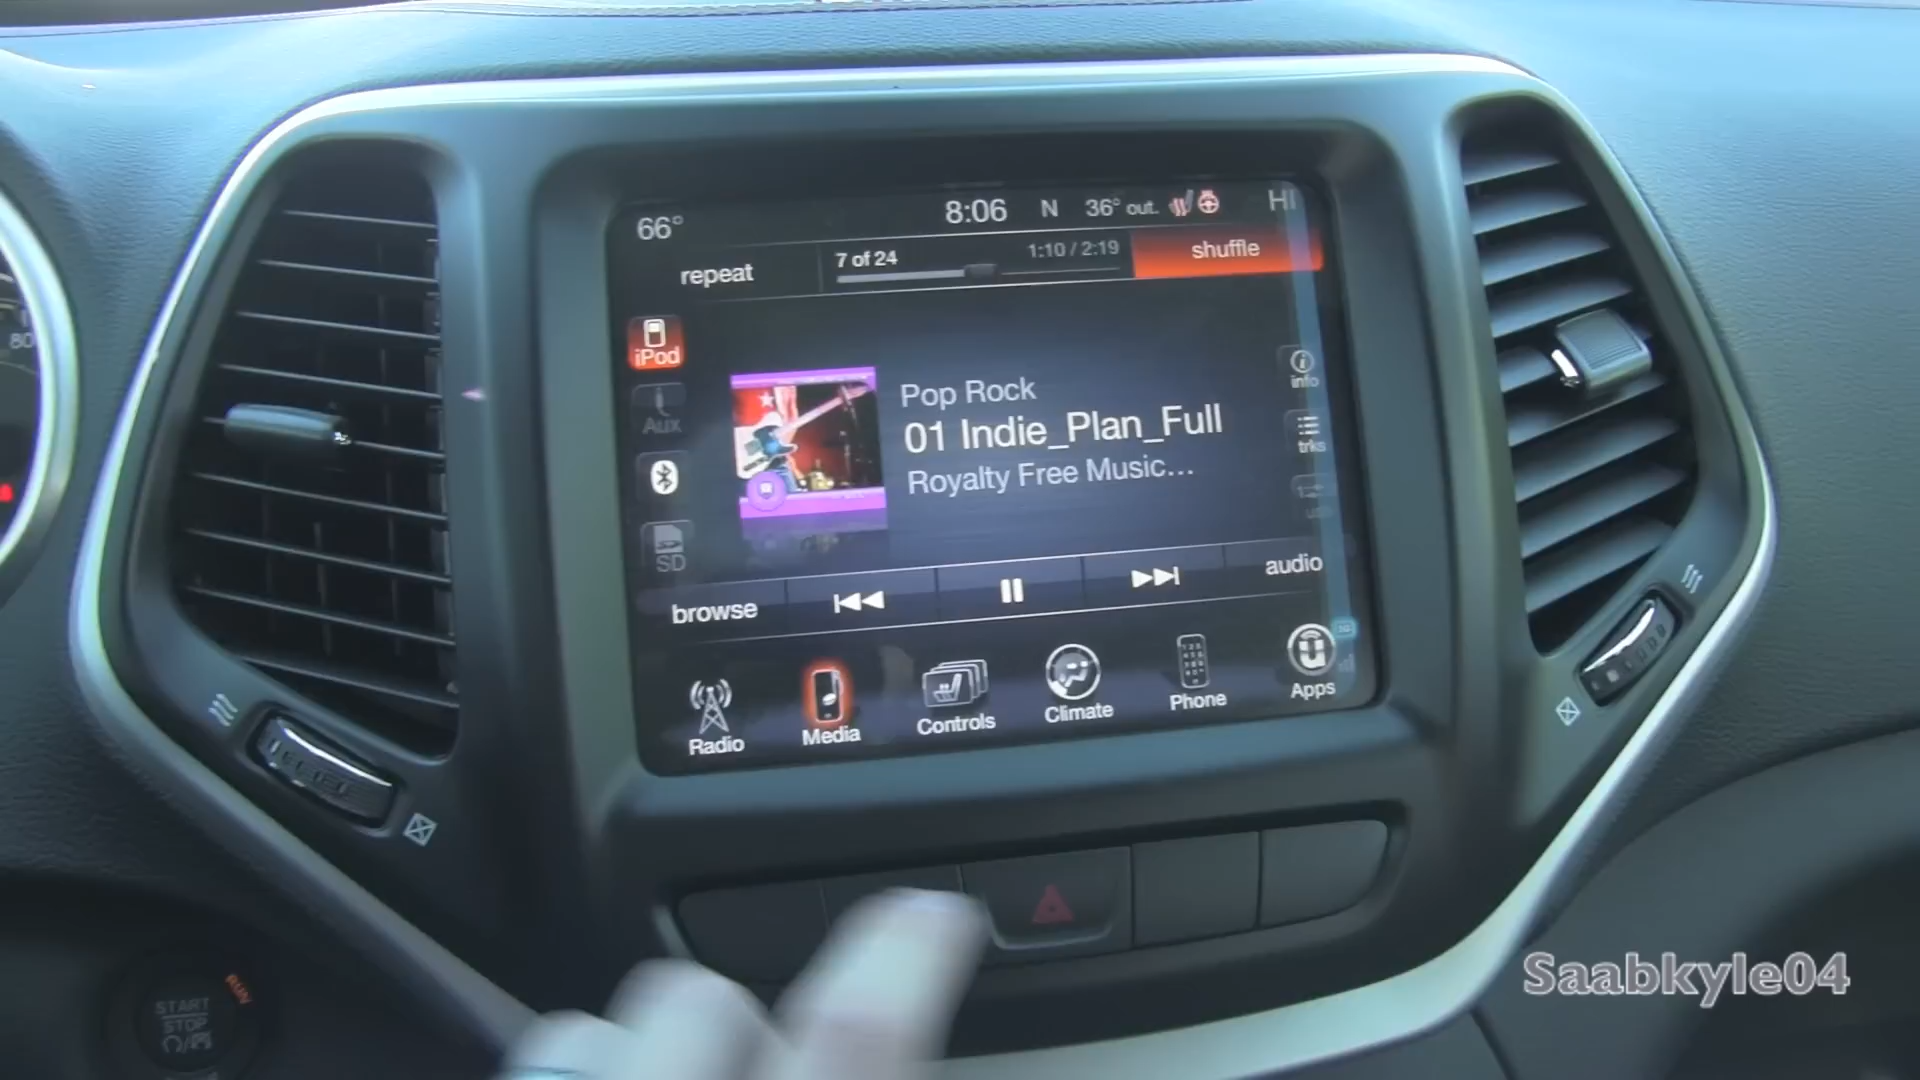 66°
8:06 N 36° out. HI
repeat
7 of 24
1:10 / 2:19
shuffle
iPod
Aux
SD
Pop Rock
01 Indie_Plan_Full
Royalty Free Music...
info
trks
browse
audio
Radio
Media
Controls
Climate
Phone
Apps
80
START
STOP
RUN
Saabkyle04